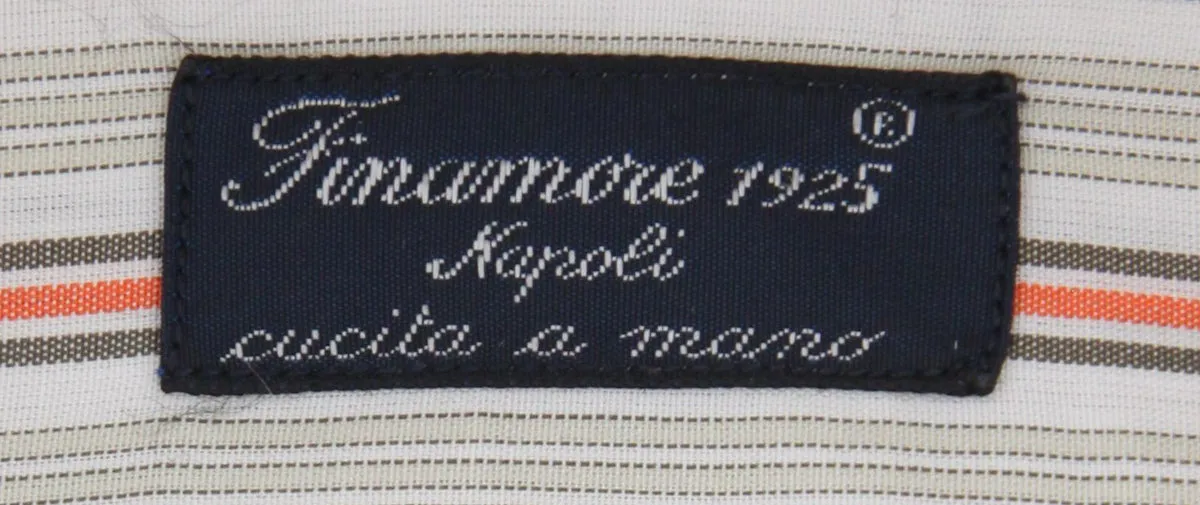 Finamore 1925 ®
Napoli
cucita a mano